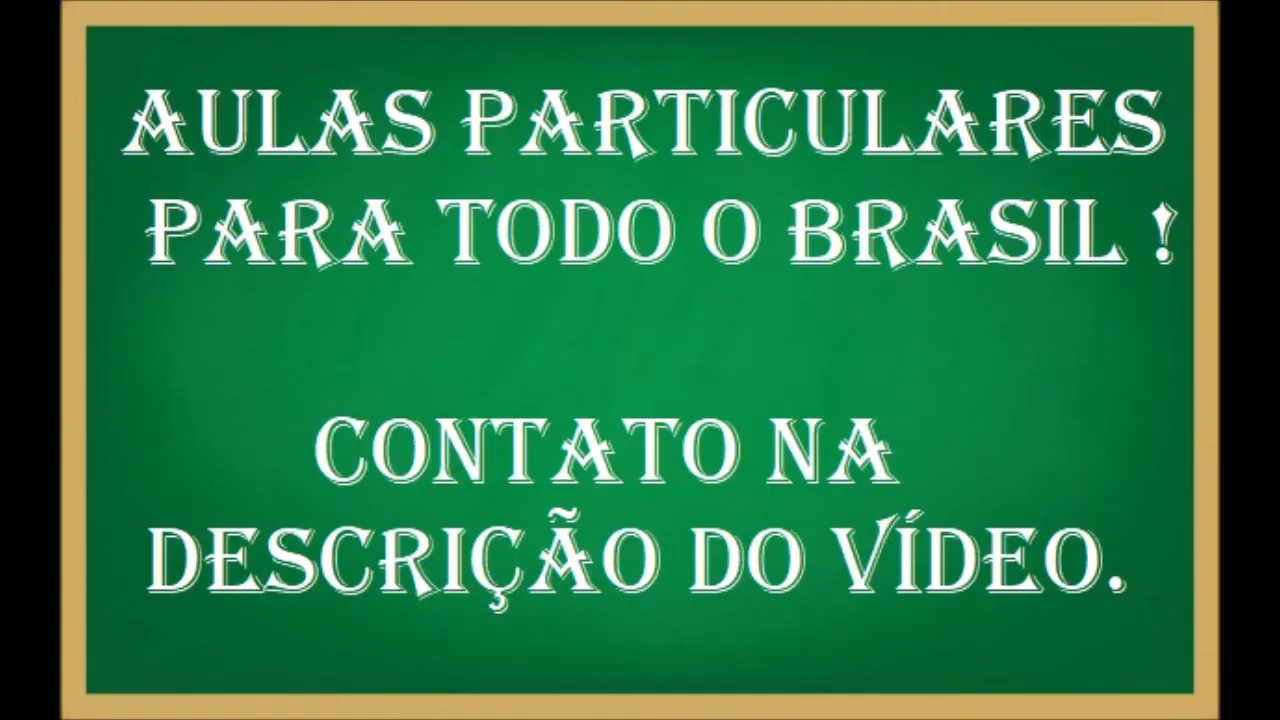 AULAS PARTICULARES
PARA TODO O BRASIL !
CONTATO NA
DESCRIÇÃO DO VÍDEO.